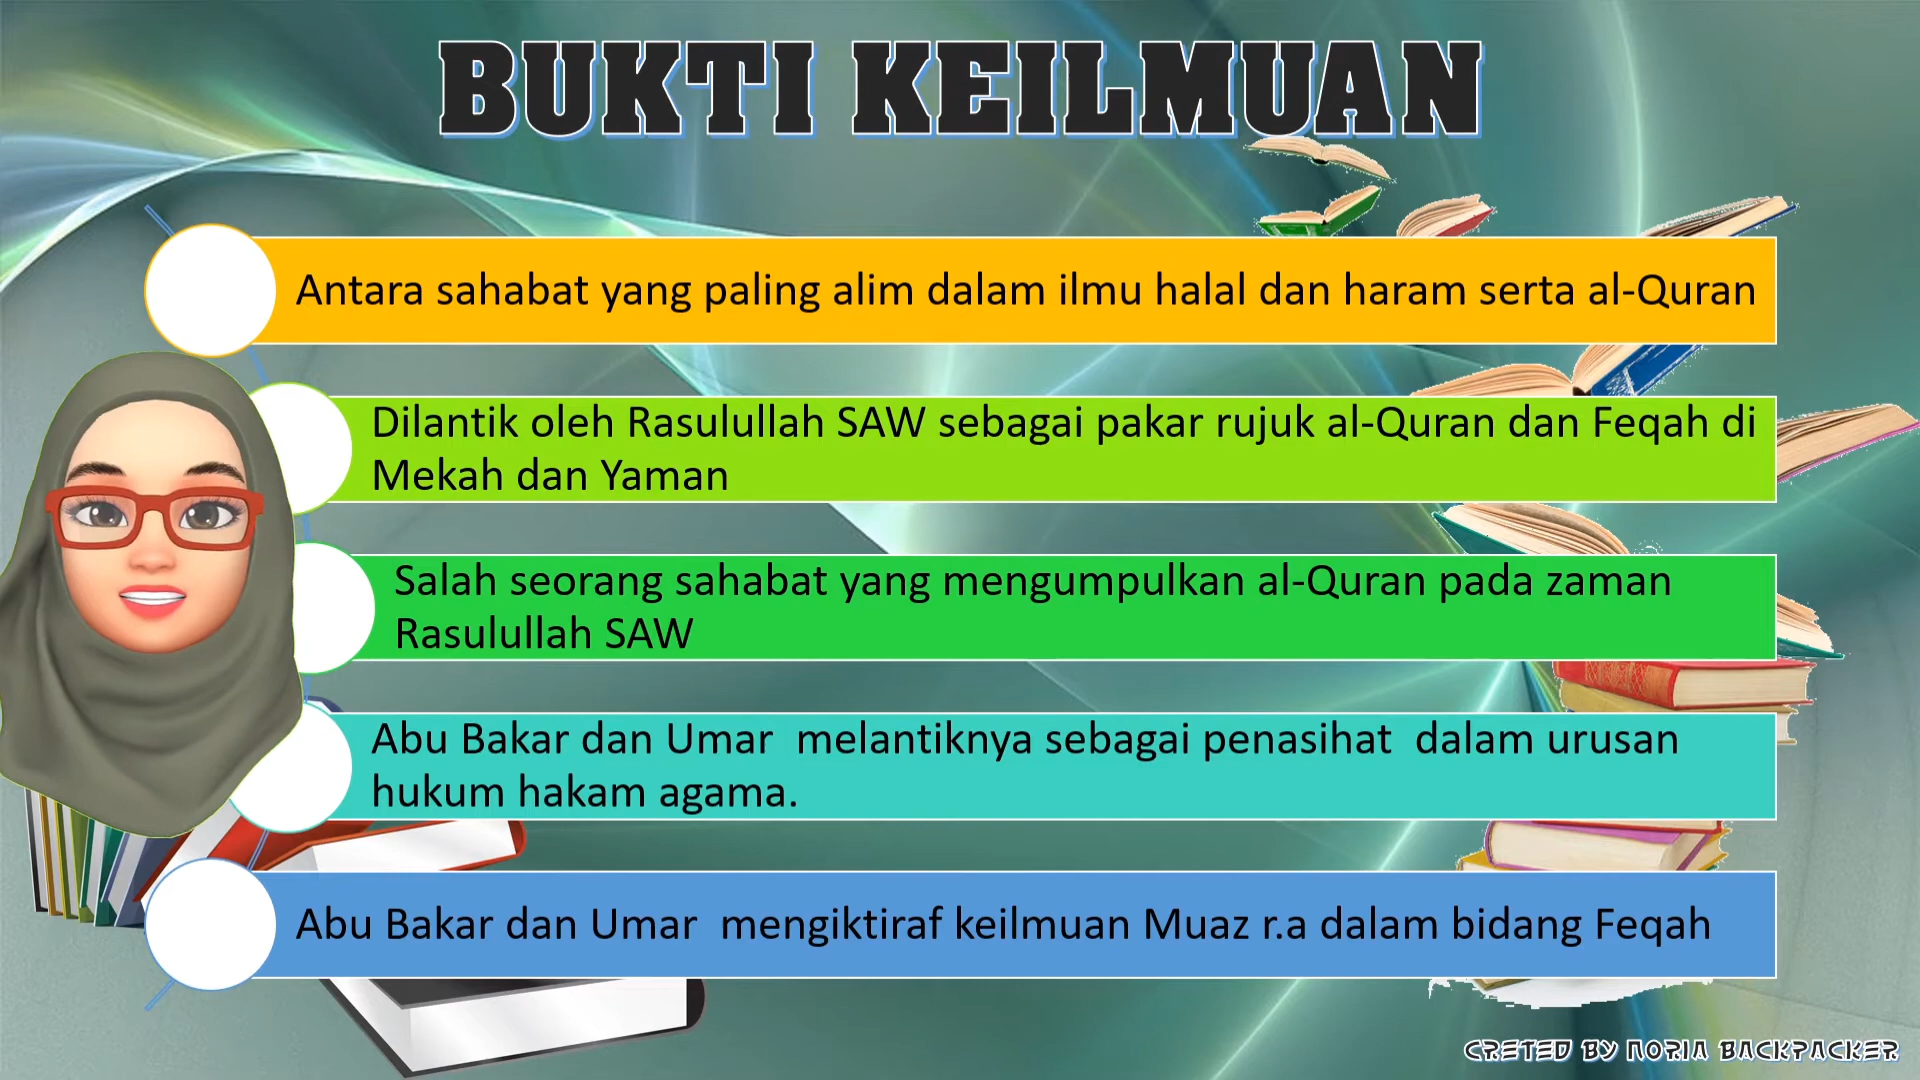 BUKTI KEILMUAN
Antara sahabat yang paling alim dalam ilmu halal dan haram serta al-Quran
Dilantik oleh Rasulullah SAW sebagai pakar rujuk al-Quran dan Feqah di
Mekah dan Yaman
Salah seorang sahabat yang mengumpulkan al-Quran pada zaman
Rasulullah SAW
Abu Bakar dan Umar  melantiknya sebagai penasihat  dalam urusan
hukum hakam agama.
Abu Bakar dan Umar  mengiktiraf keilmuan Muaz r.a dalam bidang Feqah
CRETED BY NORIA BACKPACKER